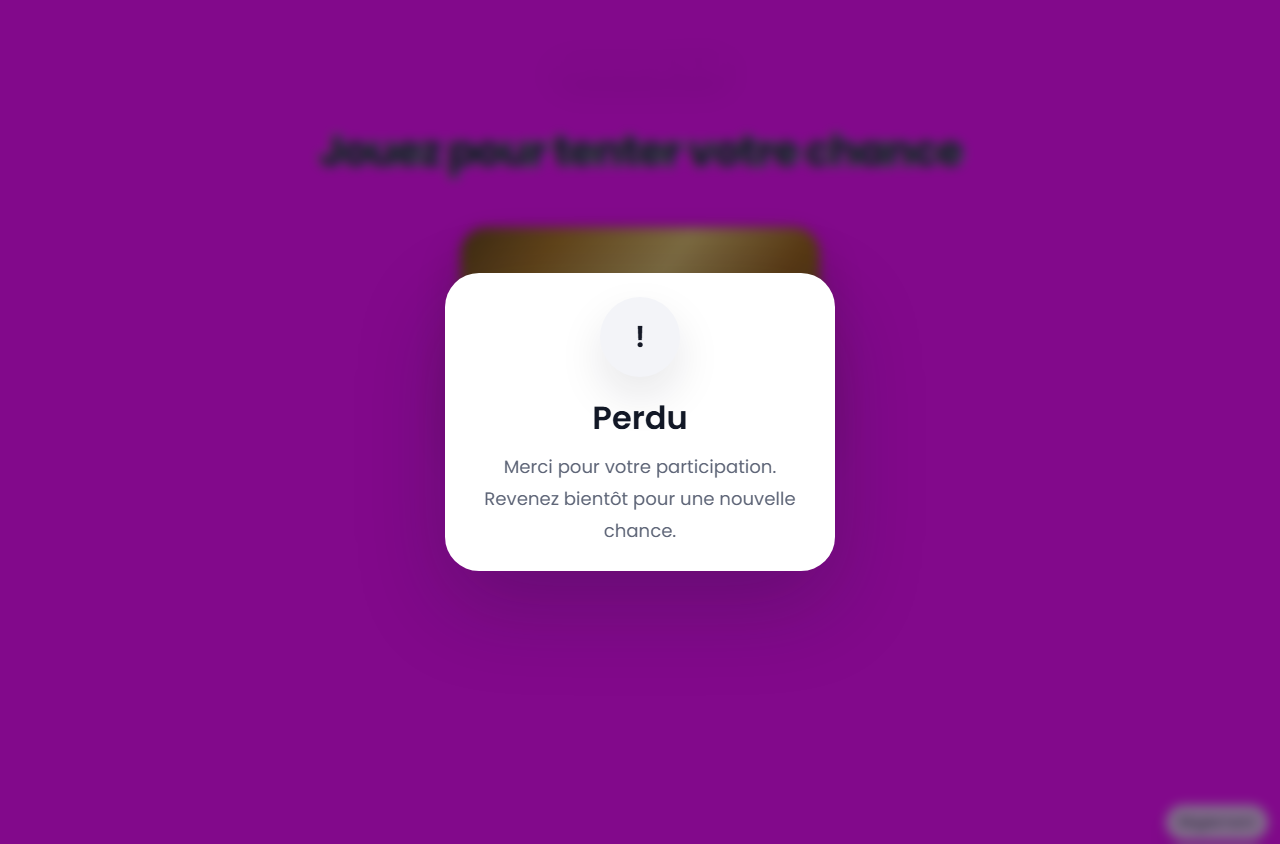 Jouez pour tenter votre chance
!
Perdu
Merci pour votre participation.
Revenez bientôt pour une nouvelle
chance.